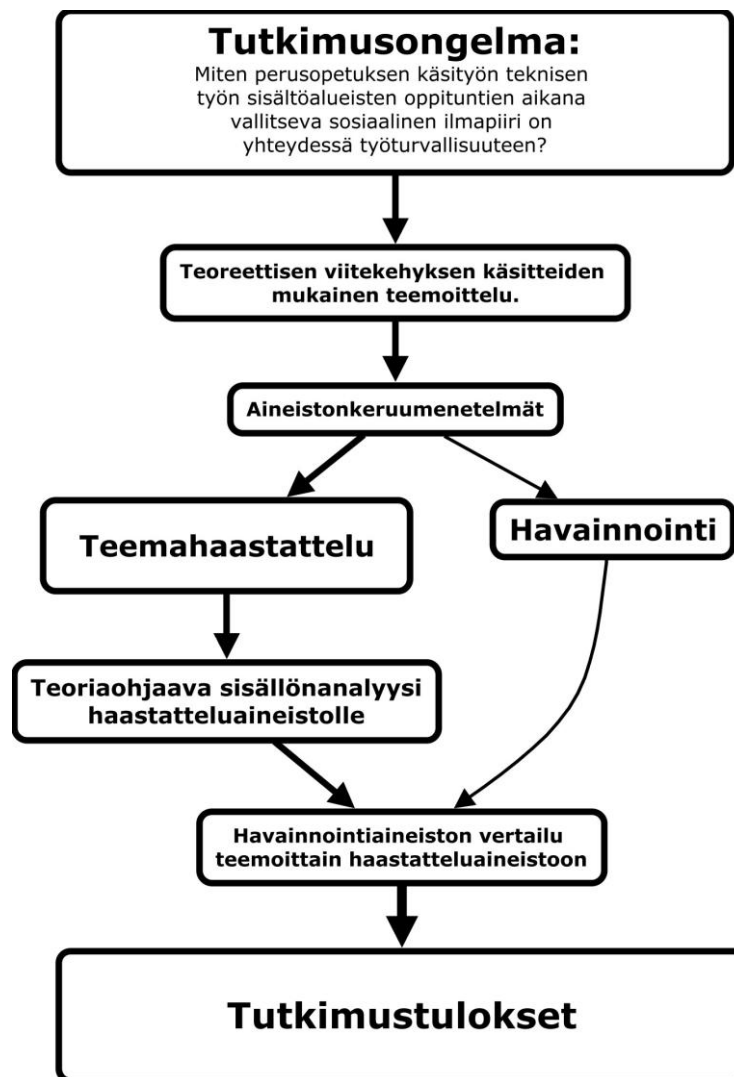 Tutkimusongelma:
Miten perusopetuksen käsityön teknisen
työn sisältöalueisten oppituntien aikana
vallitseva sosiaalinen ilmapiiri on
yhteydessä työturvallisuuteen?
Teoreettisen viitekehyksen käsitteiden
mukainen teemoittelu.
Aineistonkeruumenetelmät
Teemahaastattelu
Havainnointi
Teoriaohjaava sisällönanalyysi
haastatteluaineistolle
Havainnointiaineiston vertailu
teemoittain haastatteluaineistoon
Tutkimustulokset